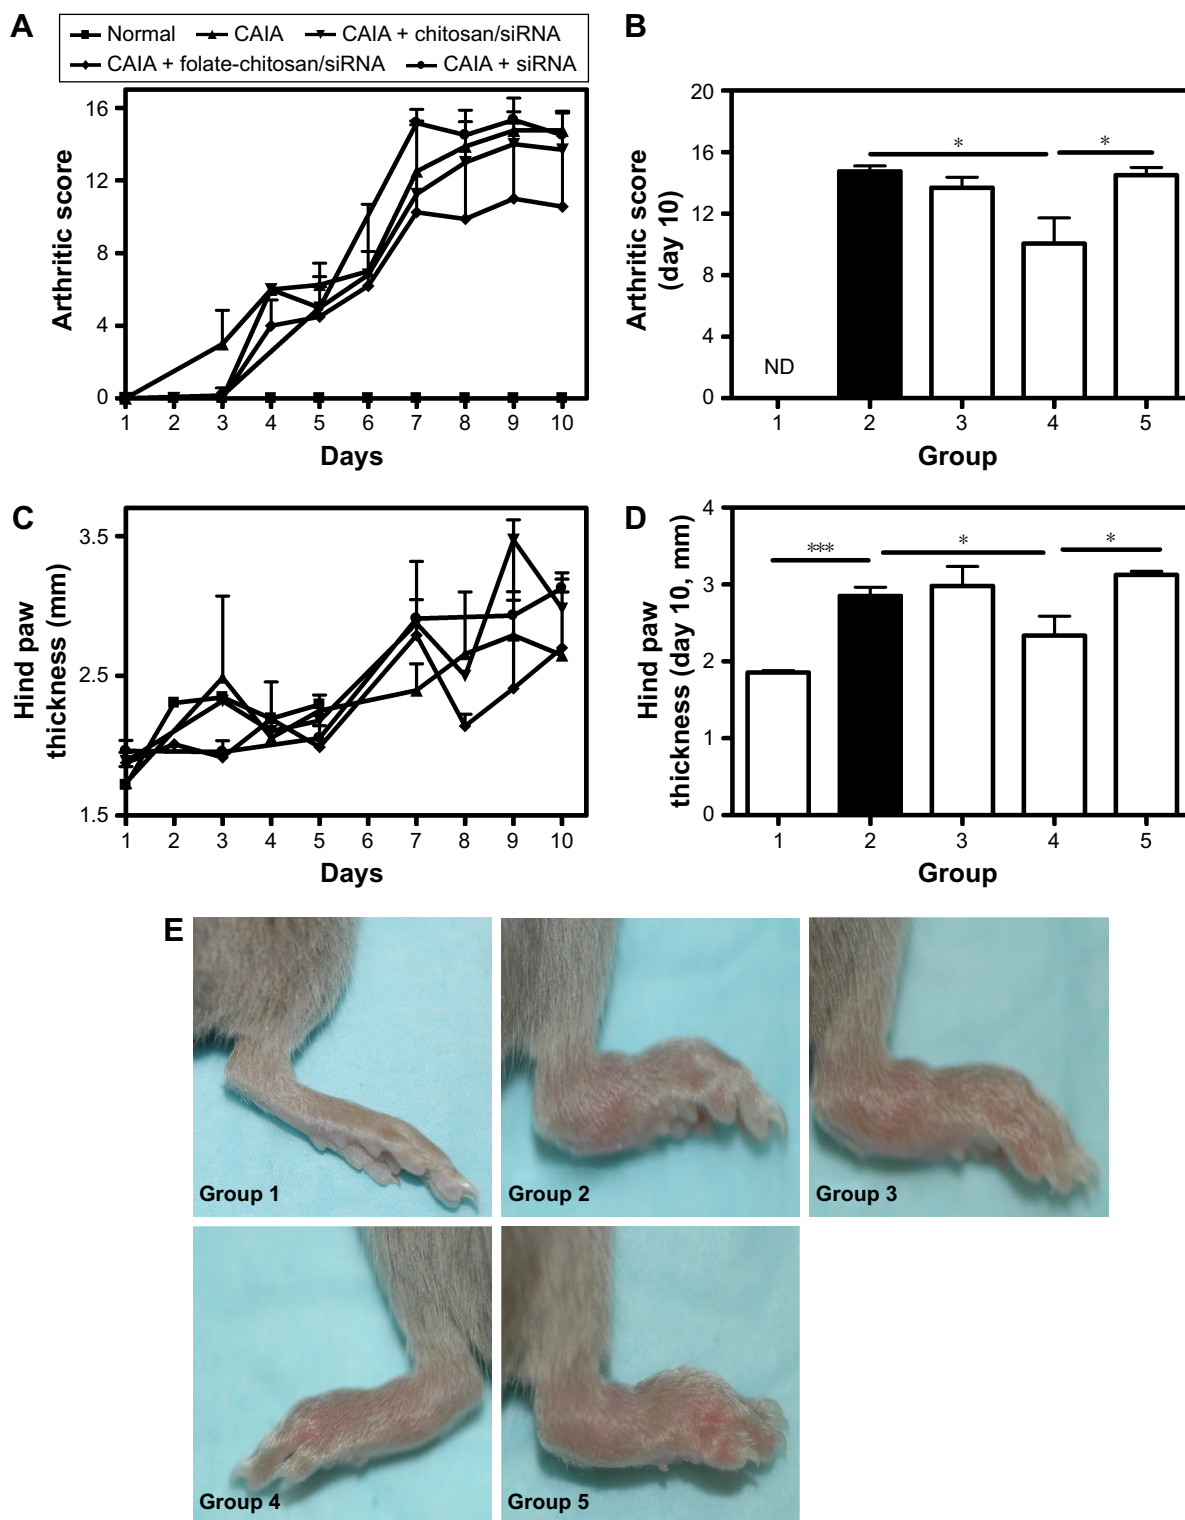 A
Normal CAIA CAIA + chitosan/siRNA
CAIA + folate-chitosan/siRNA CAIA + siRNA
16
12
8
4
0
Arthritic score
1 2 3 4 5 6 7 8 9 10
Days
B
20
16
12
8
4
0
Arthritic score
(day 10)
* *
ND
1 2 3 4 5
Group
C
3.5
2.5
1.5
Hind paw
thickness (mm)
1 2 3 4 5 6 7 8 9 10
Days
D
4
3
2
1
0
Hind paw
thickness (day 10, mm)
*** * *
1 2 3 4 5
Group
E
Group 1
Group 2
Group 3
Group 4
Group 5